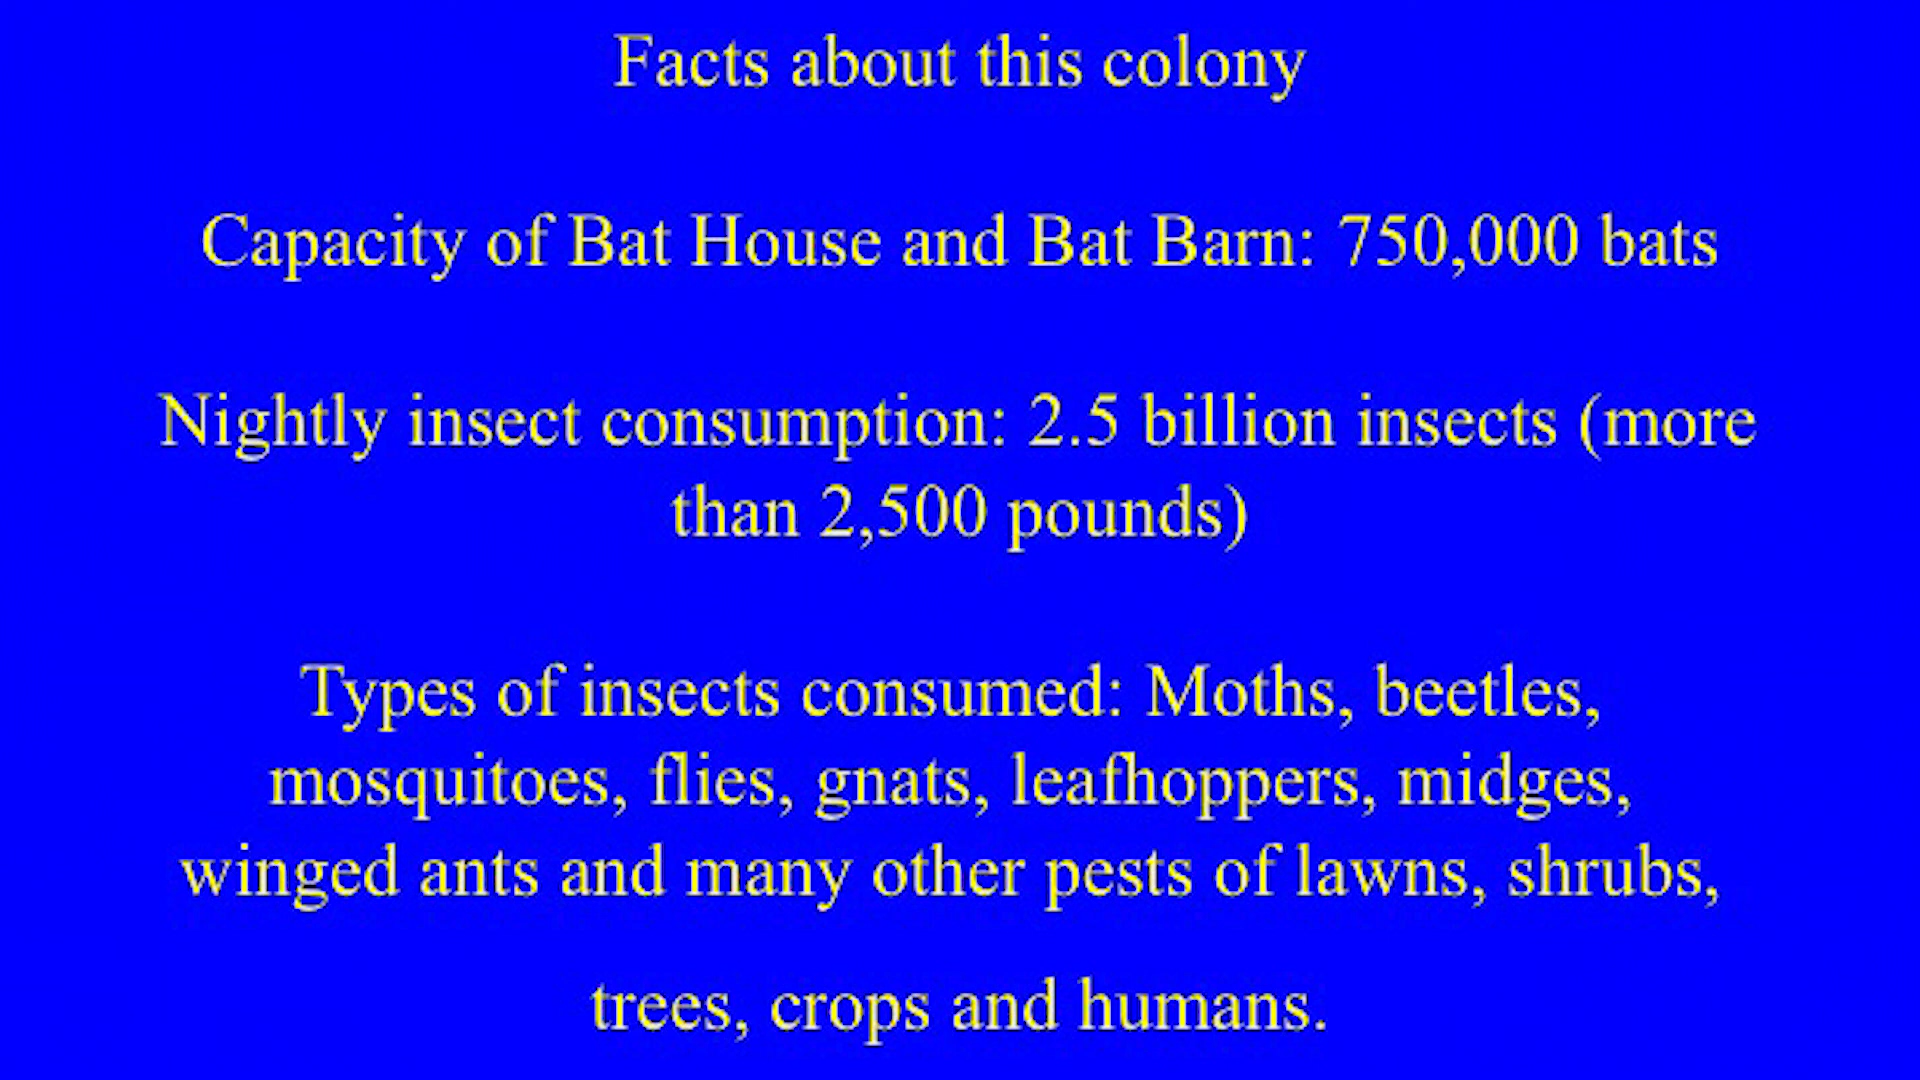 Facts about this colony
Capacity of Bat House and Bat Barn: 750,000 bats
Nightly insect consumption: 2.5 billion insects (more
than 2,500 pounds)
Types of insects consumed: Moths, beetles,
mosquitoes, flies, gnats, leafhoppers, midges,
winged ants and many other pests of lawns, shrubs,
trees, crops and humans.